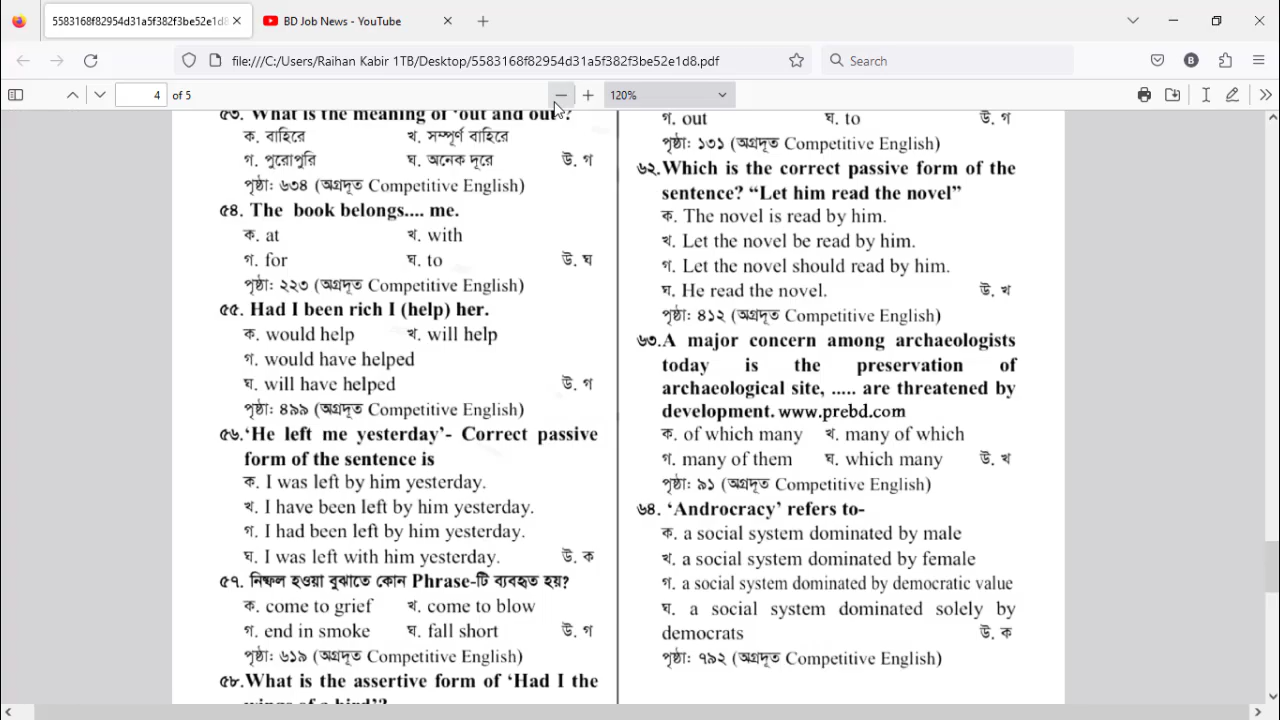 5583168f82954d31a5f382f3be52e1d8
BD Job News - YouTube
file:///C:/Users/Raihan Kabir 1TB/Desktop/5583168f82954d31a5f382f3be52e1d8.pdf
Search
4 of 5
120%
৫৩. What is the meaning of ‘out and out’?
ক. বাহিরে খ. সম্পূর্ণ বাহিরে
গ. পুরোপুরি ঘ. অনেক দূরে উ. গ
পৃষ্ঠা: ৬৩৪ (অগ্রদূত Competitive English)
৫৪. The book belongs.... me.
ক. at খ. with
গ. for ঘ. to উ. ঘ
পৃষ্ঠা: ২২৩ (অগ্রদূত Competitive English)
৫৫. Had I been rich I (help) her.
ক. would help খ. will help
গ. would have helped
ঘ. will have helped উ. গ
পৃষ্ঠা: ৪৯৯ (অগ্রদূত Competitive English)
৫৬.‘He left me yesterday’- Correct passive
form of the sentence is
ক. I was left by him yesterday.
খ. I have been left by him yesterday.
গ. I had been left by him yesterday.
ঘ. I was left with him yesterday. উ. ক
৫৭. নিষ্ফল হওয়া বুঝাতে কোন Phrase-টি ব্যবহৃত হয়?
ক. come to grief খ. come to blow
গ. end in smoke ঘ. fall short উ. গ
পৃষ্ঠা: ৬১৯ (অগ্রদূত Competitive English)
৫৮.What is the assertive form of ‘Had I the
wings of a bird’?
গ. out ঘ. to উ. গ
পৃষ্ঠা: ১৩১ (অগ্রদূত Competitive English)
৬২.Which is the correct passive form of the
sentence? “Let him read the novel”
ক. The novel is read by him.
খ. Let the novel be read by him.
গ. Let the novel should read by him.
ঘ. He read the novel. উ. খ
পৃষ্ঠা: ৪১২ (অগ্রদূত Competitive English)
৬৩.A major concern among archaeologists
today is the preservation of
archaeological site, ..... are threatened by
development. www.prebd.com
ক. of which many খ. many of which
গ. many of them ঘ. which many উ. খ
পৃষ্ঠা: ৯১ (অগ্রদূত Competitive English)
৬৪. ‘Androcracy’ refers to-
ক. a social system dominated by male
খ. a social system dominated by female
গ. a social system dominated by democratic value
ঘ. a social system dominated solely by
democrats উ. ক
পৃষ্ঠা: ৭৯২ (অগ্রদূত Competitive English)